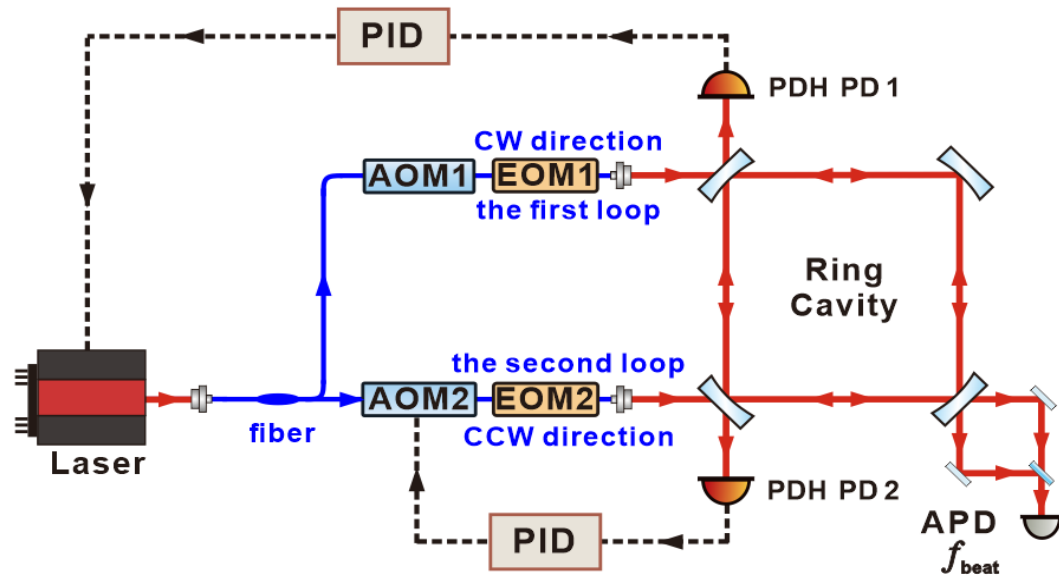 PID
PDH PD 1
CW direction
AOM1
EOM1
the first loop
Ring
Cavity
the second loop
AOM2
EOM2
fiber
CCW direction
Laser
PDH PD 2
PID
APD
f beat